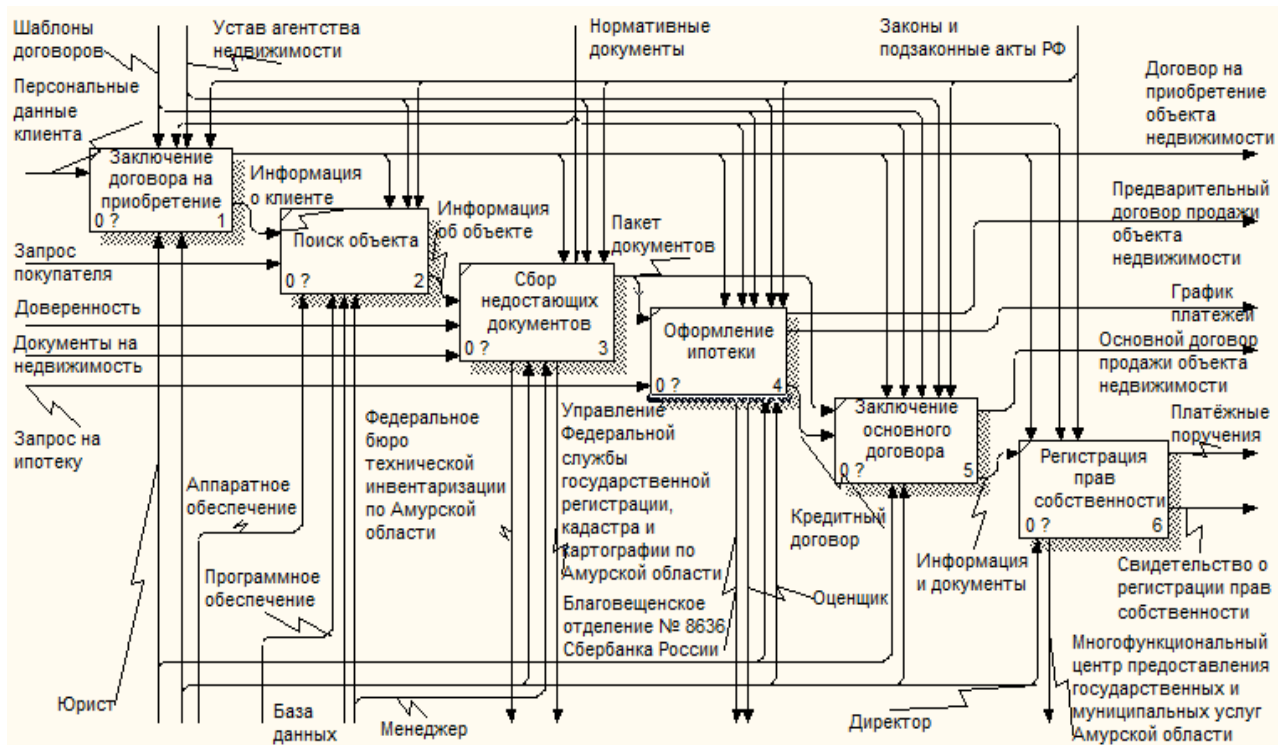 Шаблоны
договоров
Устав агентства
недвижимости
Нормативные
документы
Законы и
подзаконные акты РФ
Договор на
приобретение
объекта
недвижимости
Персональные
данные
клиента
Заключение
договора на
приобретение
0 ? 1
Информация
о клиенте
Предварительный
договор продажи
объекта
недвижимости
Запрос
покупателя
Поиск объекта
0 ? 2
Информация
об объекте
Пакет
документов
Доверенность
Сбор
недостающих
документов
0 ? 3
График
платежей
Документы на
недвижимость
Оформление
ипотеки
0 ? 4
Основной договор
продажи объекта
недвижимости
Запрос на
ипотеку
Заключение
основного
договора
0 ? 5
Платёжные
поручения
Регистрация
прав
собственности
0 ? 6
Федеральное
бюро
технической
инвентаризации
по Амурской
области
Управление
Федеральной
службы
государственной
регистрации,
кадастра и
картографии по
Амурской области
Аппаратное
обеспечение
Кредитный
договор
Информация
и документы
Свидетельство о
регистрации прав
собственности
Программное
обеспечение
Благовещенское
отделение № 8636
Сбербанка России
Оценщик
Многофункциональный
центр предоставления
государственных и
муниципальных услуг
Амурской области
Юрист
База
данных
Менеджер
Директор